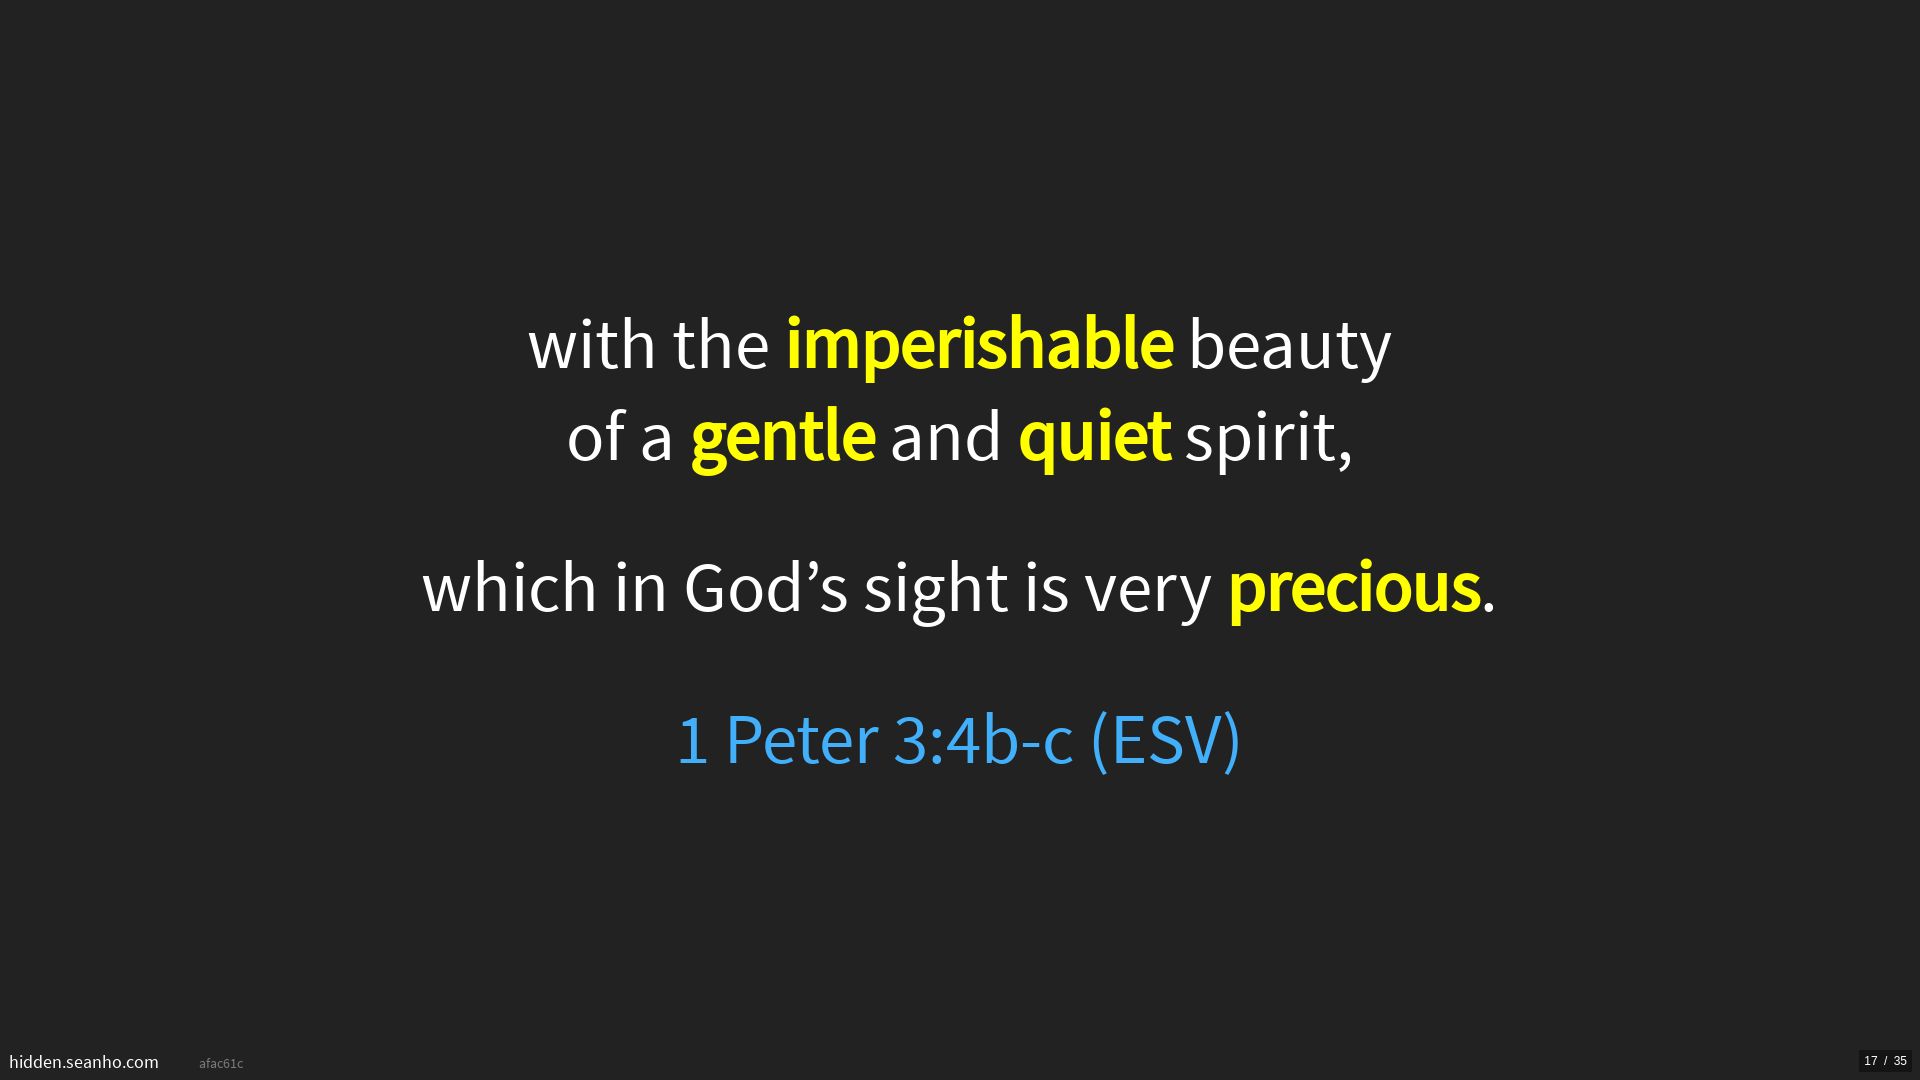 with the imperishable beauty
of a gentle and quiet spirit,
which in God’s sight is very precious.
1 Peter 3:4b-c (ESV)
hidden.seanho.com afac61c
17 / 35